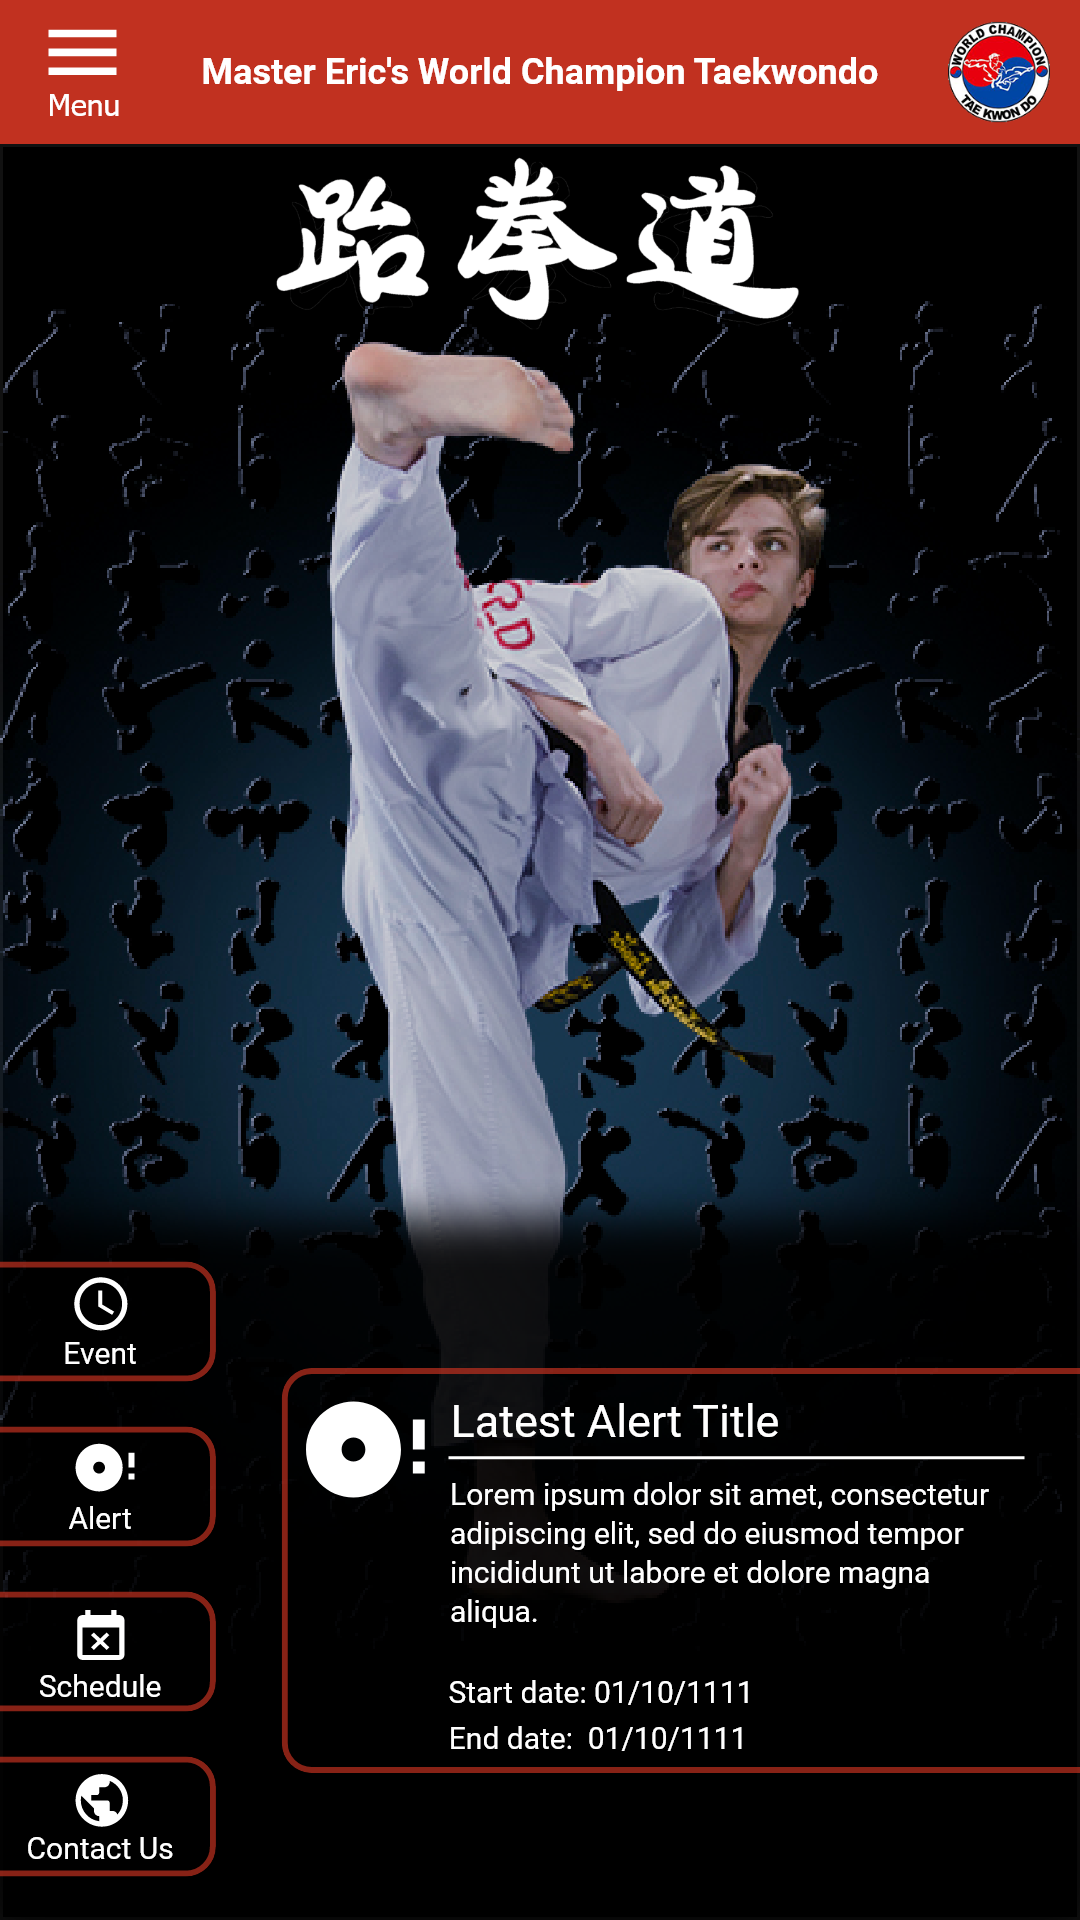 Master Eric's World Champion Taekwondo
Menu
WORLD CHAMPION
TAE KWON DO
跆拳道
Event
Alert
Schedule
Contact Us
Latest Alert Title
Lorem ipsum dolor sit amet, consectetur
adipiscing elit, sed do eiusmod tempor
incididunt ut labore et dolore magna
aliqua.
Start date: 01/10/1111
End date: 01/10/1111